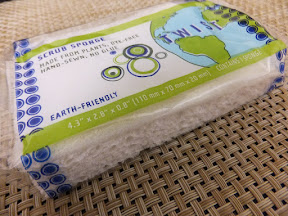 SCRUB SPONGE
MADE FROM PLANTS, DYE-FREE
HAND-SEWN, NO GLUE
TWIST
EARTH-FRIENDLY
4.3" x 2.8" x 0.8" (110 mm x 70 mm x 20 mm)